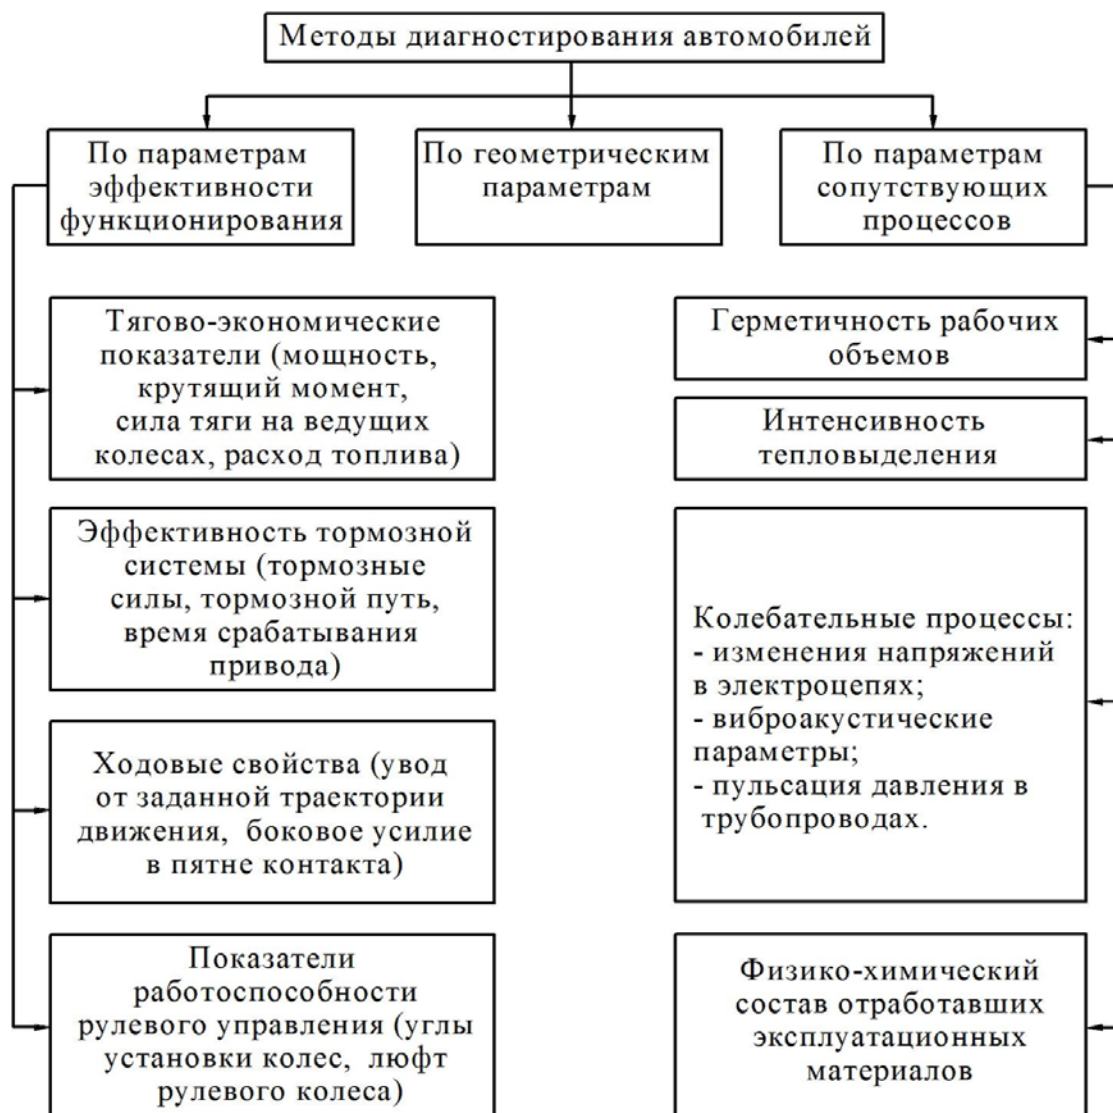 Методы диагностирования автомобилей
По параметрам
эффективности
функционирования
По геометрическим
параметрам
По параметрам
сопутствующих
процессов
Тягово-экономические
показатели (мощность,
крутящий момент,
сила тяги на ведущих
колесах, расход топлива)
Эффективность тормозной
системы (тормозные
силы, тормозной путь,
время срабатывания
привода)
Ходовые свойства (увод
от заданной траектории
движения, боковое усилие
в пятне контакта)
Показатели
работоспособности
рулевого управления (углы
установки колес, люфт
рулевого колеса)
Герметичность рабочих
объемов
Интенсивность
тепловыделения
Колебательные процессы:
- изменения напряжений
в электроцепях;
- виброакустические
параметры;
- пульсация давления в
трубопроводах.
Физико-химический
состав отработавших
эксплуатационных
материалов